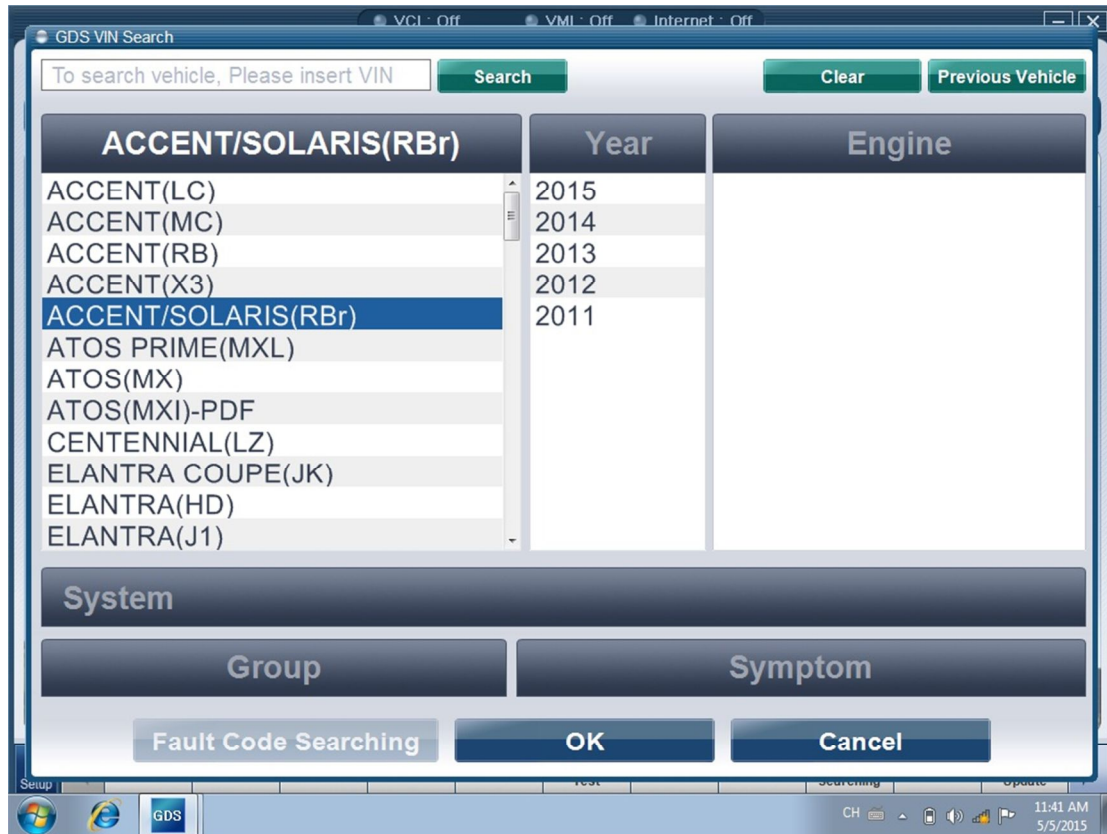 VCI : Off VMI : Off Internet : Off
GDS VIN Search
To search vehicle, Please insert VIN Search Clear Previous Vehicle
ACCENT/SOLARIS(RBr) Year Engine
ACCENT(LC) 2015
ACCENT(MC) 2014
ACCENT(RB) 2013
ACCENT(X3) 2012
ACCENT/SOLARIS(RBr) 2011
ATOS PRIME(MXL)
ATOS(MX)
ATOS(MXI)-PDF
CENTENNIAL(LZ)
ELANTRA COUPE(JK)
ELANTRA(HD)
ELANTRA(J1)
System
Group Symptom
Fault Code Searching OK Cancel
Setup Test Searching Update
GDS CH 11:41 AM
5/5/2015